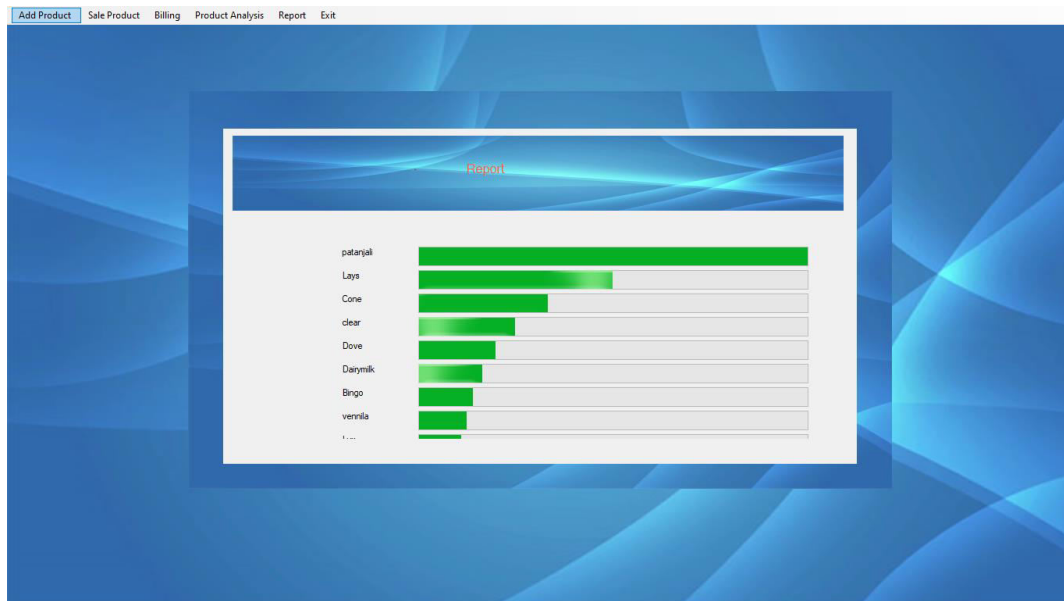 Add Product Sale Product Billing Product Analysis Report Exit
Report
patanjali
Lays
Cone
clear
Dove
Dairymilk
Bingo
vennila